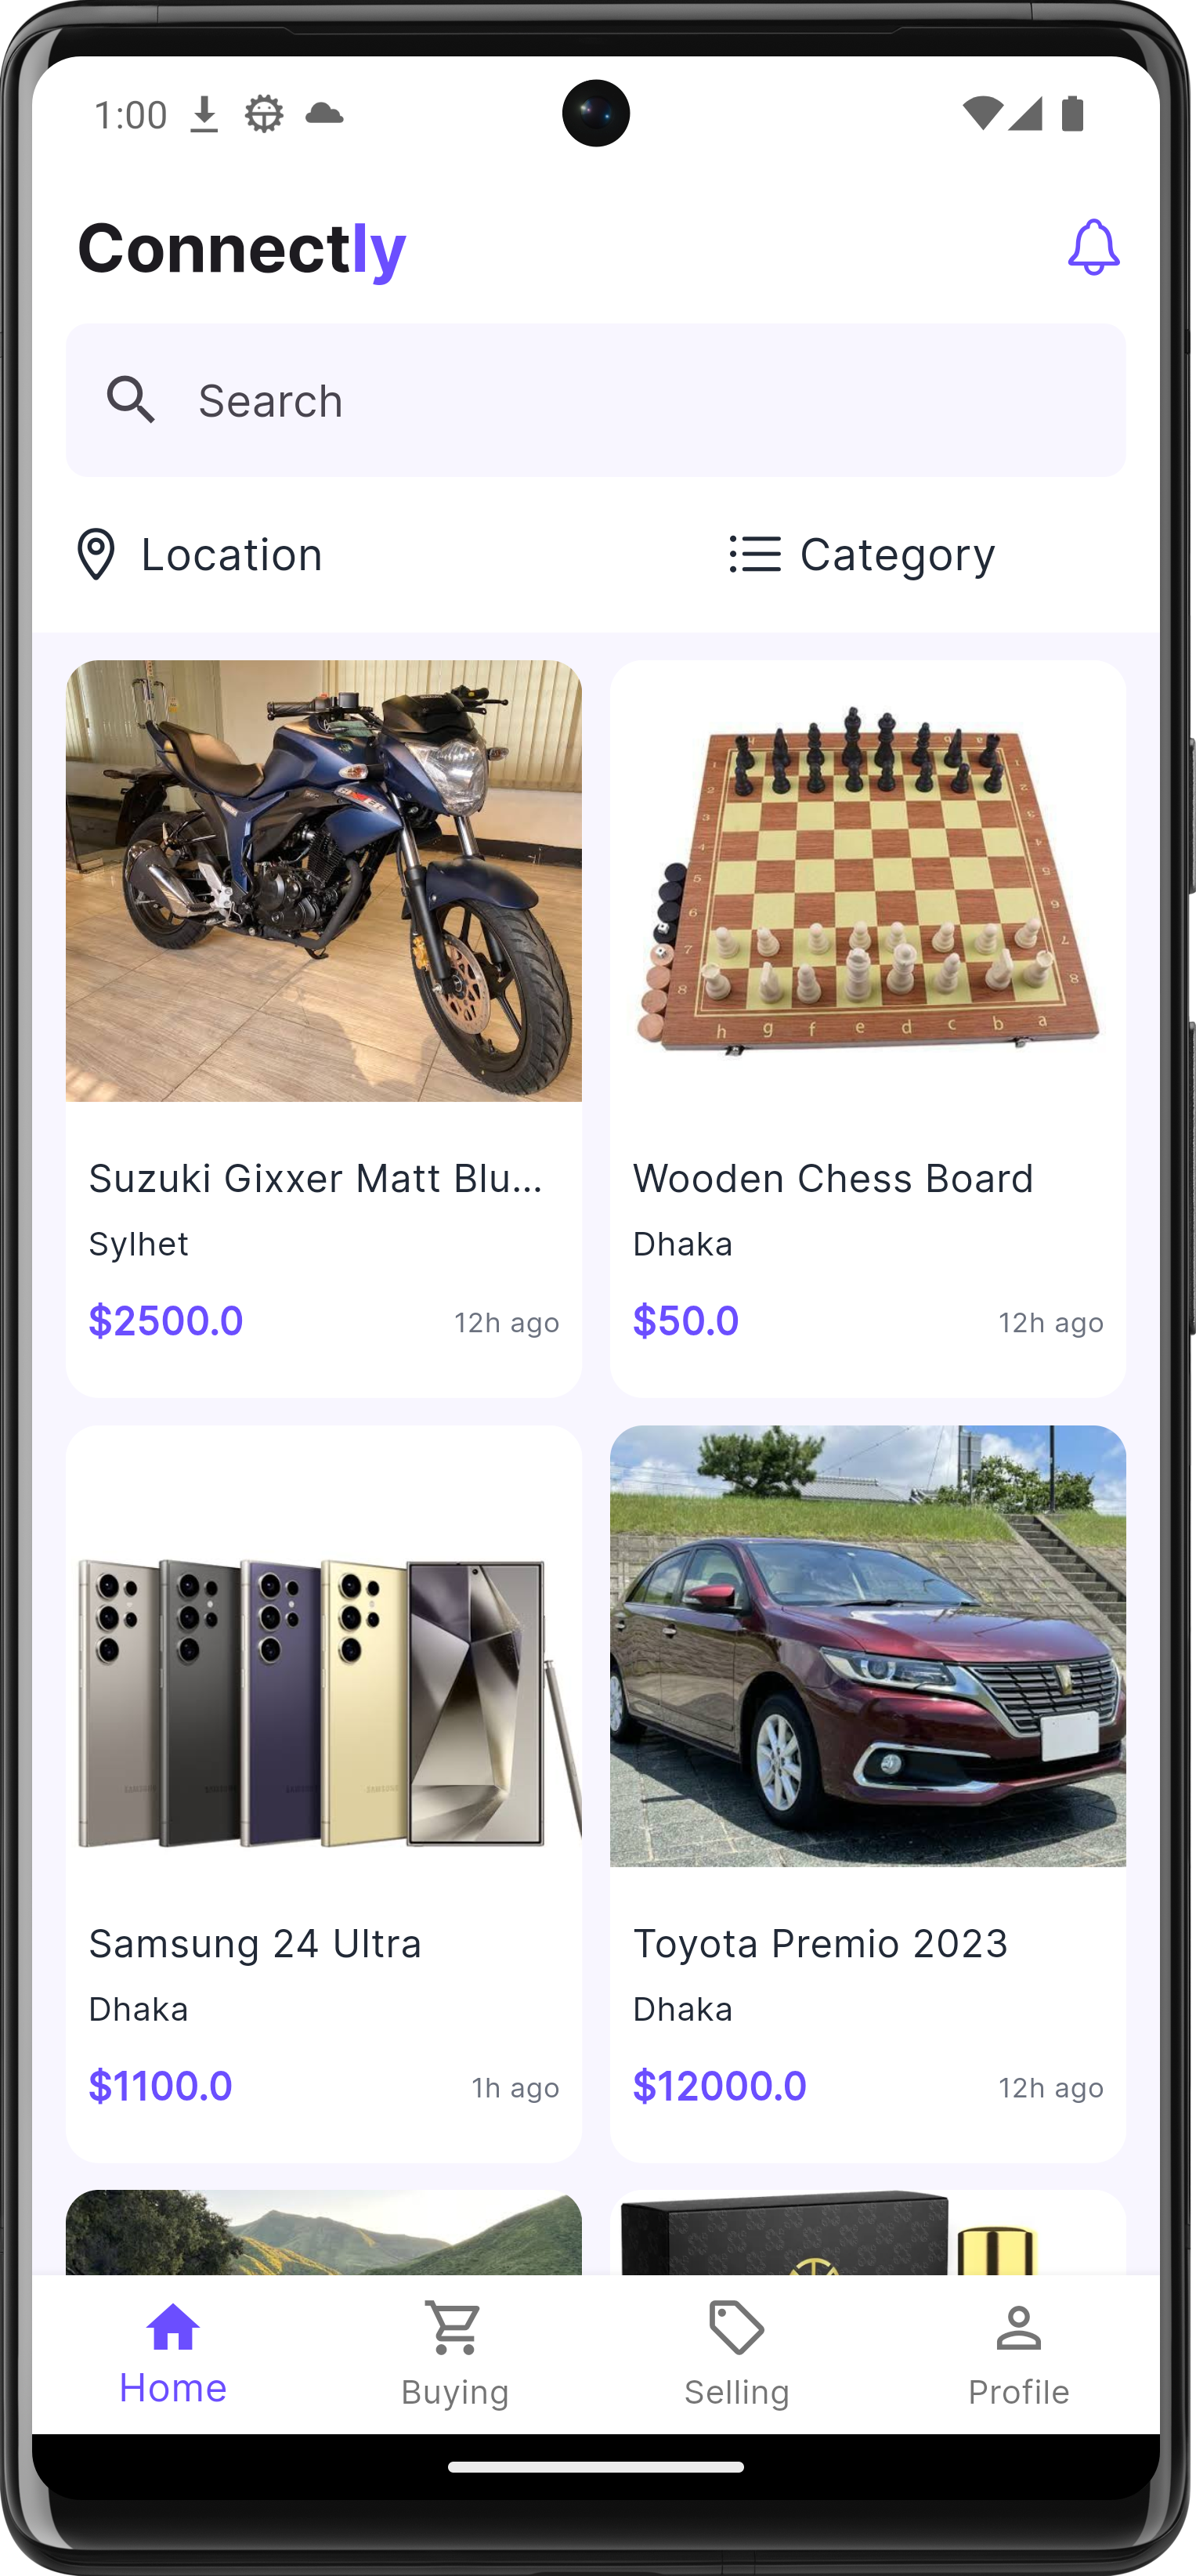 1:00
Connectly
Search
Location
Category
Suzuki Gixxer Matt Blu...
Sylhet
$2500.0
12h ago
h g f e d c b a
Wooden Chess Board
Dhaka
$50.0
12h ago
Samsung 24 Ultra
Dhaka
$1100.0
1h ago
Toyota Premio 2023
Dhaka
$12000.0
12h ago
Home
Buying
Selling
Profile